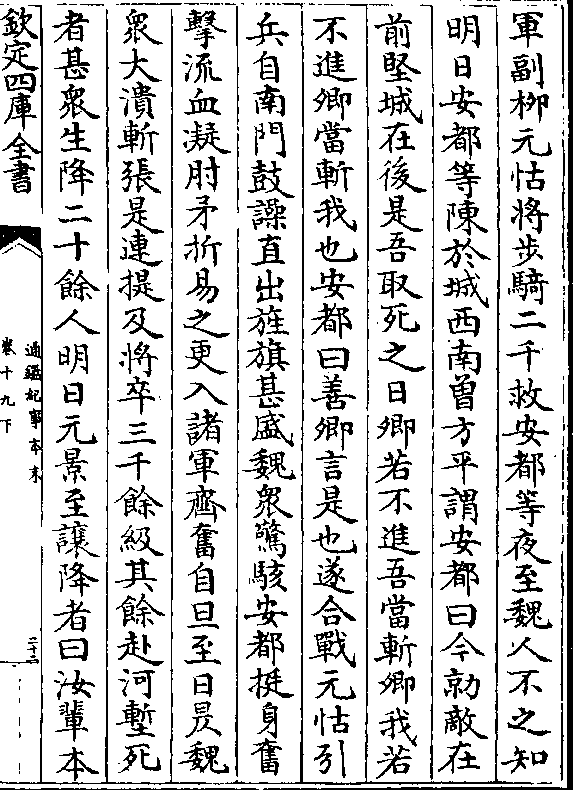 軍副柳元怙將步騎二千救安都等夜至魏人不之知
明日安都等陳於城西南曽方平謂安都曰今勍敵在
前堅城在後是吾取死之日卿若不進吾當斬卿我若
不進卿當斬我也安都曰善卿言是也遂合戰元怙引
兵自南門鼓譟直出旌旗甚盛魏衆驚駭安都挺身奮
擊流血凝肘矛折易之更入諸軍齊奮自旦至日昃魏
衆大潰斬張是連提及將卒三千餘級其餘赴河塹死
者甚衆生降二十餘人明日元景至讓降者曰汝輩本
欽定四庫全書
通鑑紀事本末
卷十九下
二十二